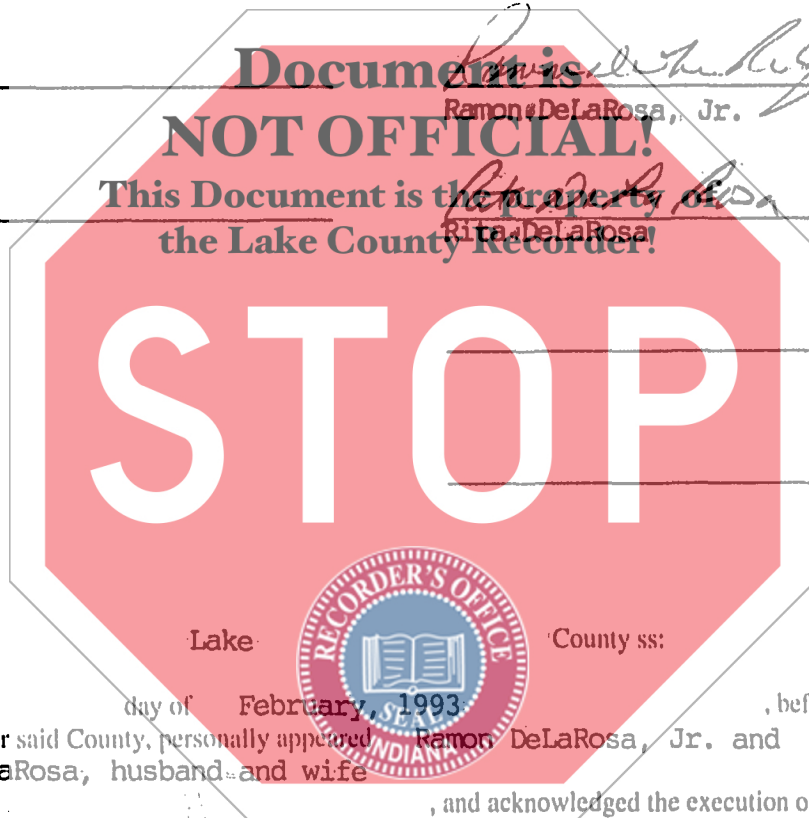 Document is
Ramon DeLaRosa, Jr.
NOT OFFICIAL!
This Document is the property of
the Lake County Recorder!
Rita DeLaRosa
STOP
RECORDER'S OFFICE
SEAL
INDIANA
Lake County ss:
day of February, 1993 , bef
r said County, personally appeared Ramon DeLaRosa, Jr. and
aRosa, husband and wife
, and acknowledged the execution o